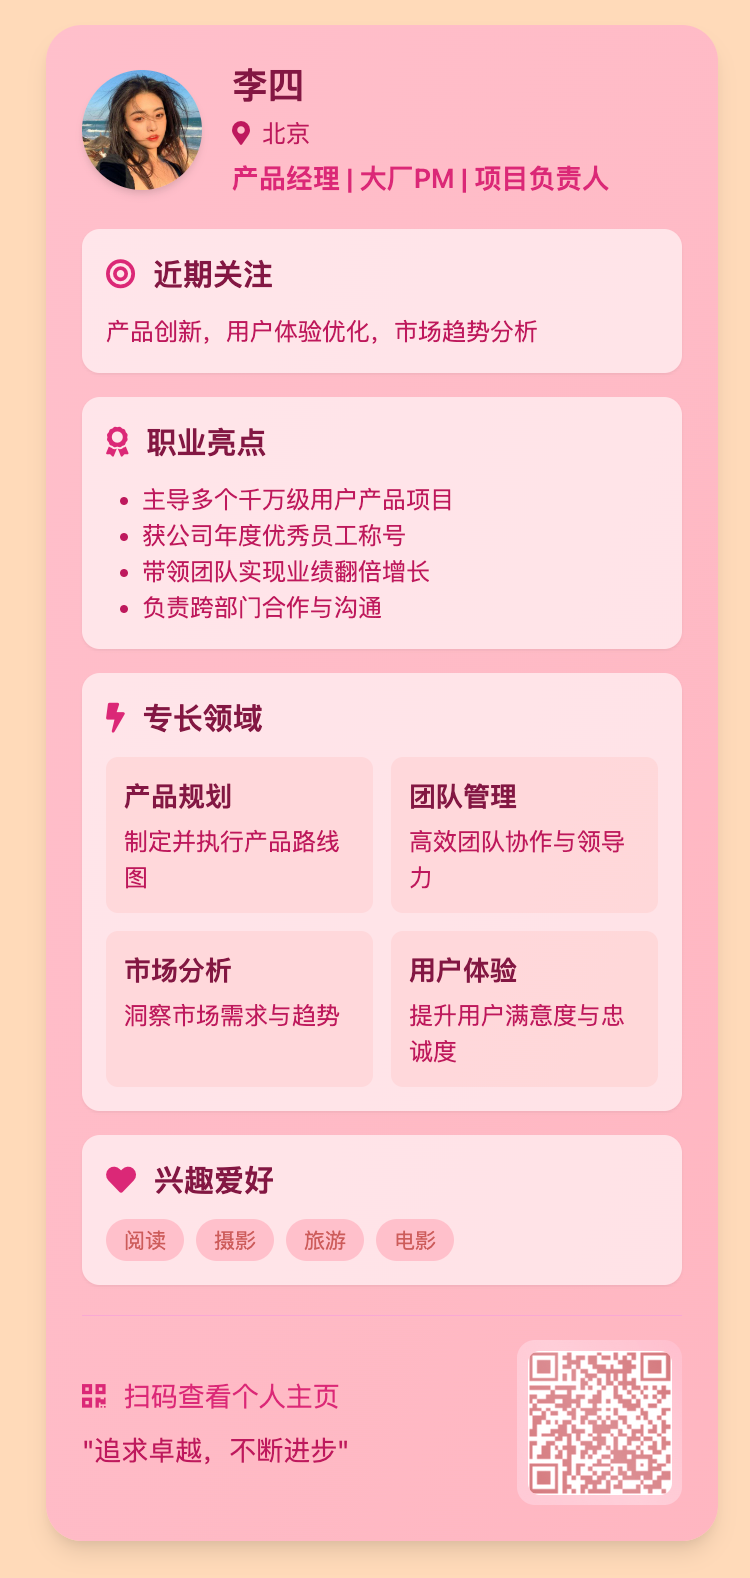 李四
北京
产品经理 | 大厂PM | 项目负责人
近期关注
产品创新，用户体验优化，市场趋势分析
职业亮点
主导多个千万级用户产品项目
获公司年度优秀员工称号
带领团队实现业绩翻倍增长
负责跨部门合作与沟通
专长领域
产品规划
制定并执行产品路线
图
团队管理
高效团队协作与领导
力
市场分析
洞察市场需求与趋势
用户体验
提升用户满意度与忠
诚度
兴趣爱好
阅读 摄影 旅游 电影
扫码查看个人主页
"追求卓越，不断进步"